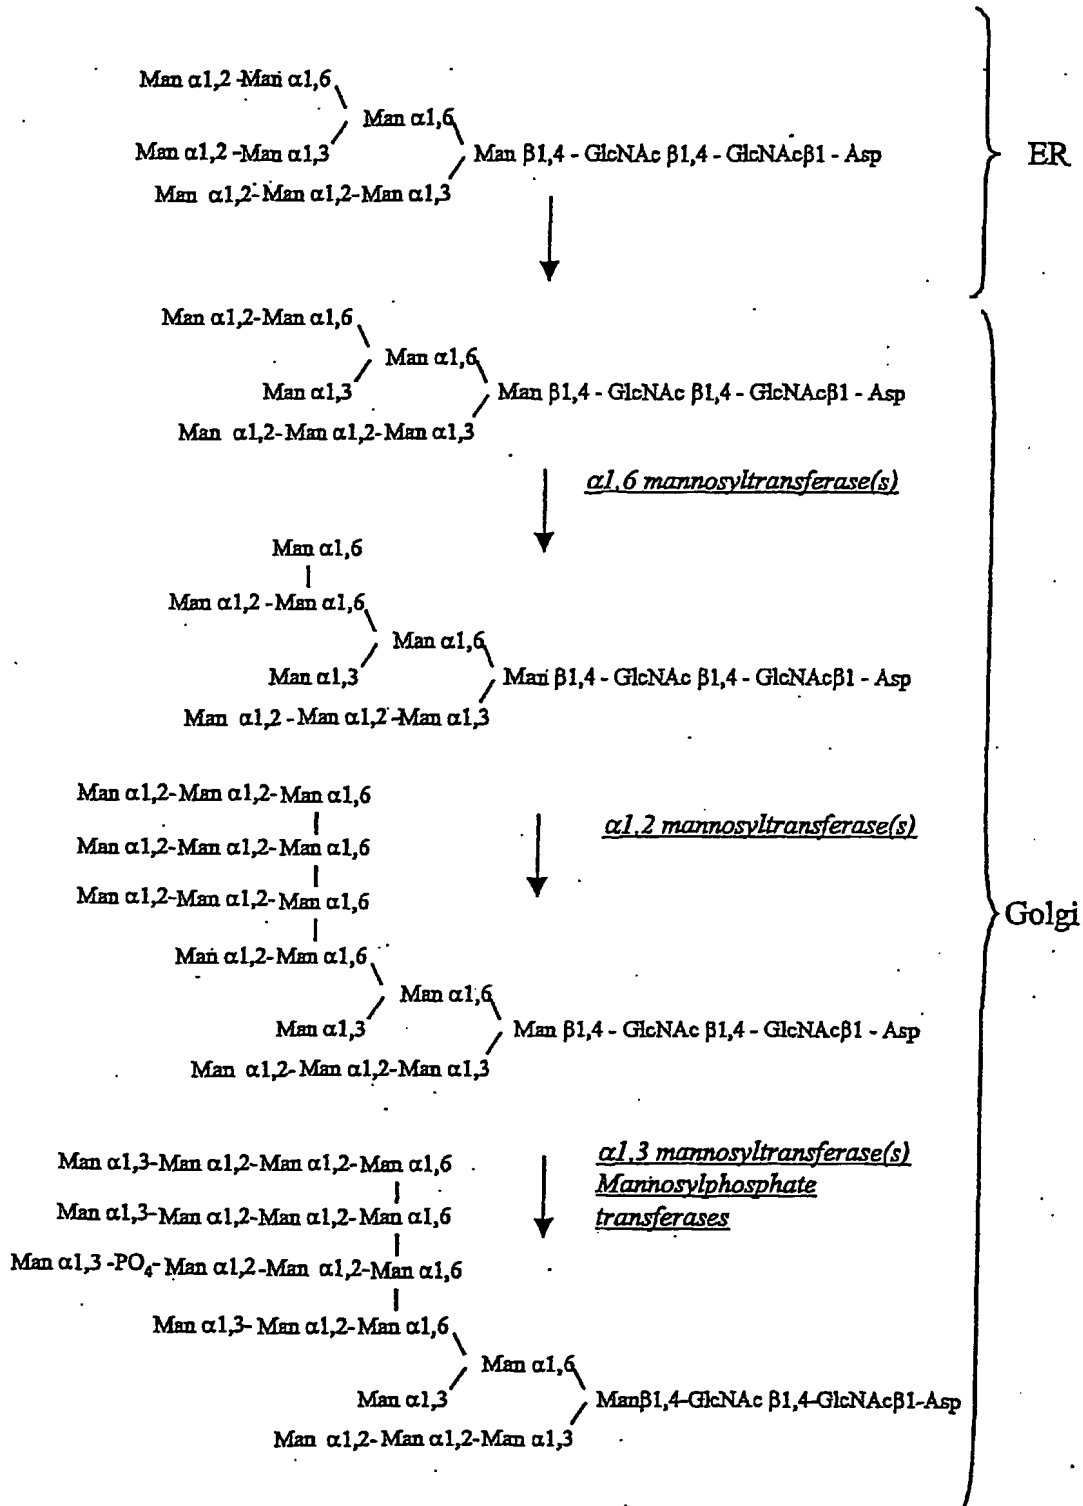 Man α1,2 -Man α1,6
Man α1,6
Man α1,2 -Man α1,3
Man β1,4 - GlcNAc β1,4 - GlcNAcβ1 - Asp
Man α1,2-Man α1,2-Man α1,3
ER
Man α1,2-Man α1,6
Man α1,6
Man α1,3
Man β1,4 - GlcNAc β1,4 - GlcNAcβ1 - Asp
Man α1,2-Man α1,2-Man α1,3
α1,6 mannosyltransferase(s)
Man α1,6
Man α1,2 -Man α1,6
Man α1,6
Man α1,3
Man β1,4 - GlcNAc β1,4 - GlcNAcβ1 - Asp
Man α1,2 -Man α1,2 -Man α1,3
Man α1,2-Man α1,2-Man α1,6
α1,2 mannosyltransferase(s)
Man α1,2-Man α1,2-Man α1,6
Man α1,2-Man α1,2-Man α1,6
Golgi
Man α1,2-Man α1,6
Man α1,6
Man α1,3
Man β1,4 - GlcNAc β1,4 - GlcNAcβ1 - Asp
Man α1,2-Man α1,2-Man α1,3
α1,3 mannosyltransferase(s)
Mannosylphosphate
transferases
Man α1,3-Man α1,2-Man α1,2-Man α1,6
Man α1,3-Man α1,2-Man α1,2-Man α1,6
Man α1,3 -PO₄-Man α1,2-Man α1,2-Man α1,6
Man α1,3- Man α1,2-Man α1,6
Man α1,6
Man α1,3
Manβ1,4-GlcNAc β1,4-GlcNAcβ1-Asp
Man α1,2-Man α1,2-Man α1,3